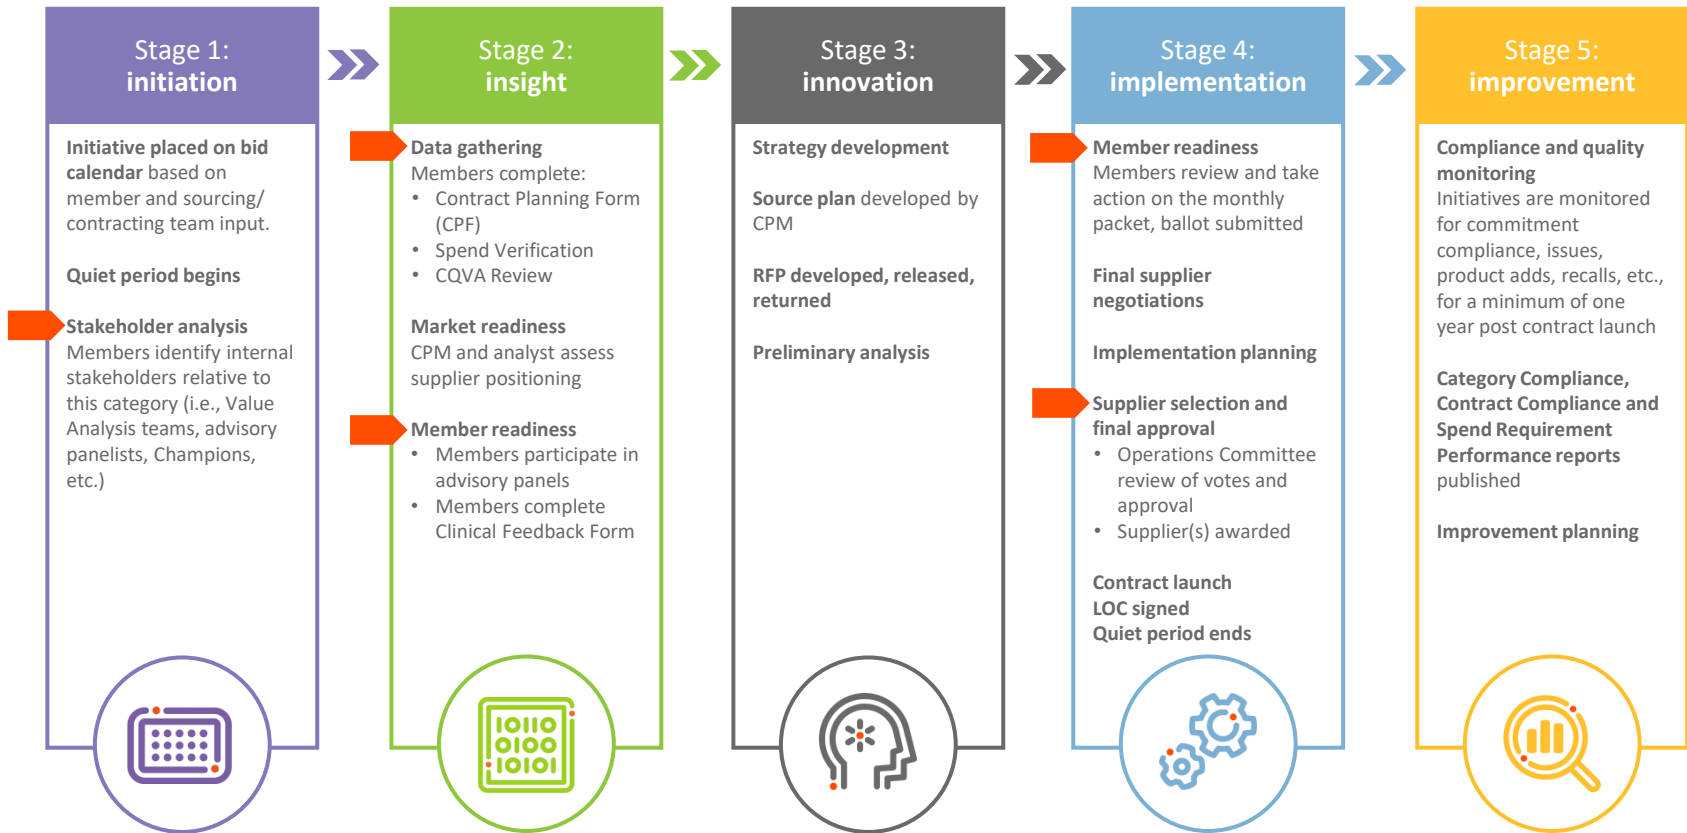 Stage 1:
initiation
Initiative placed on bid
calendar based on
member and sourcing/
contracting team input.
Quiet period begins
Stakeholder analysis
Members identify internal
stakeholders relative to
this category (i.e., Value
Analysis teams, advisory
panelists, Champions,
etc.)
Stage 2:
insight
Data gathering
Members complete:
• Contract Planning Form
(CPF)
• Spend Verification
• CQVA Review
Market readiness
CPM and analyst assess
supplier positioning
Member readiness
• Members participate in
advisory panels
• Members complete
Clinical Feedback Form
10110
0100
10101
Stage 3:
innovation
Strategy development
Source plan developed by
CPM
RFP developed, released,
returned
Preliminary analysis
Stage 4:
implementation
Member readiness
Members review and take
action on the monthly
packet, ballot submitted
Final supplier
negotiations
Implementation planning
Supplier selection and
final approval
• Operations Committee
review of votes and
approval
• Supplier(s) awarded
Contract launch
LOC signed
Quiet period ends
Stage 5:
improvement
Compliance and quality
monitoring
Initiatives are monitored
for commitment
compliance, issues,
product adds, recalls, etc.,
for a minimum of one
year post contract launch
Category Compliance,
Contract Compliance and
Spend Requirement
Performance reports
published
Improvement planning